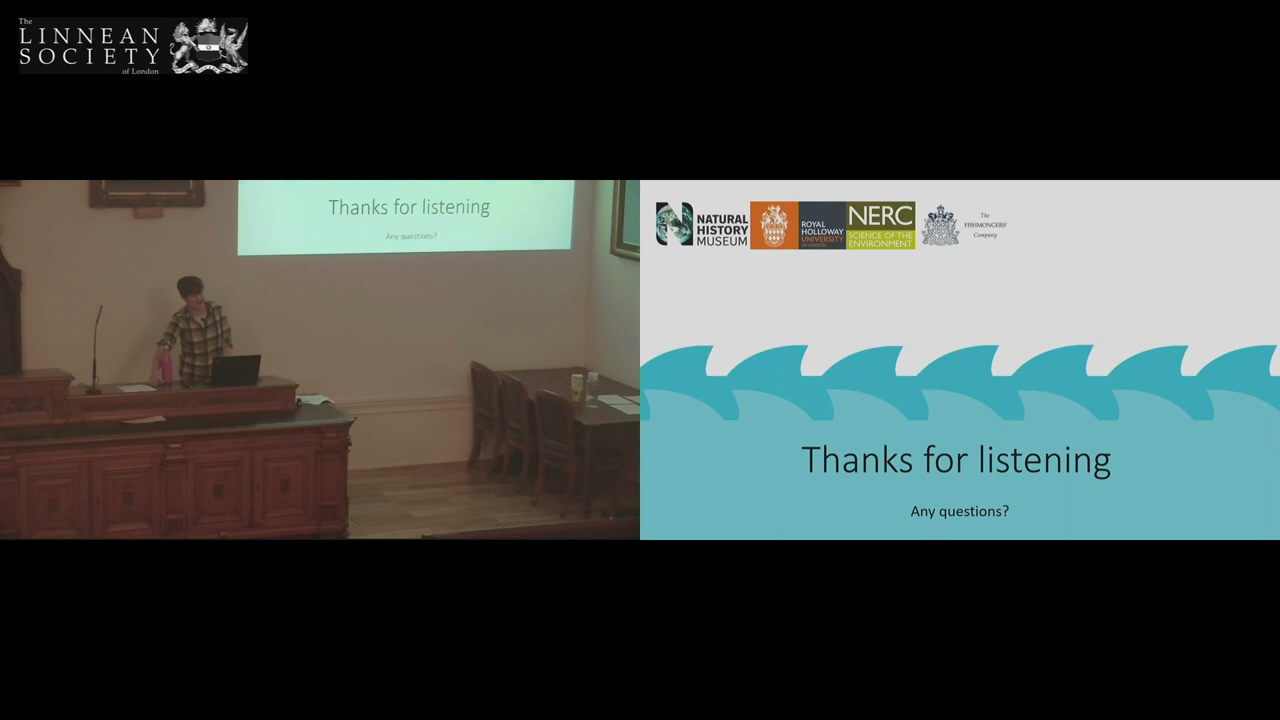 The
LINNEAN
SOCIETY
of London
Thanks for listening
Any questions?
NATURAL
HISTORY
MUSEUM
ROYAL
HOLLOWAY
UNIVERSITY
OF LONDON
NERC
SCIENCE OF THE
ENVIRONMENT
The
FISHMONGERS'
Company
Thanks for listening
Any questions?